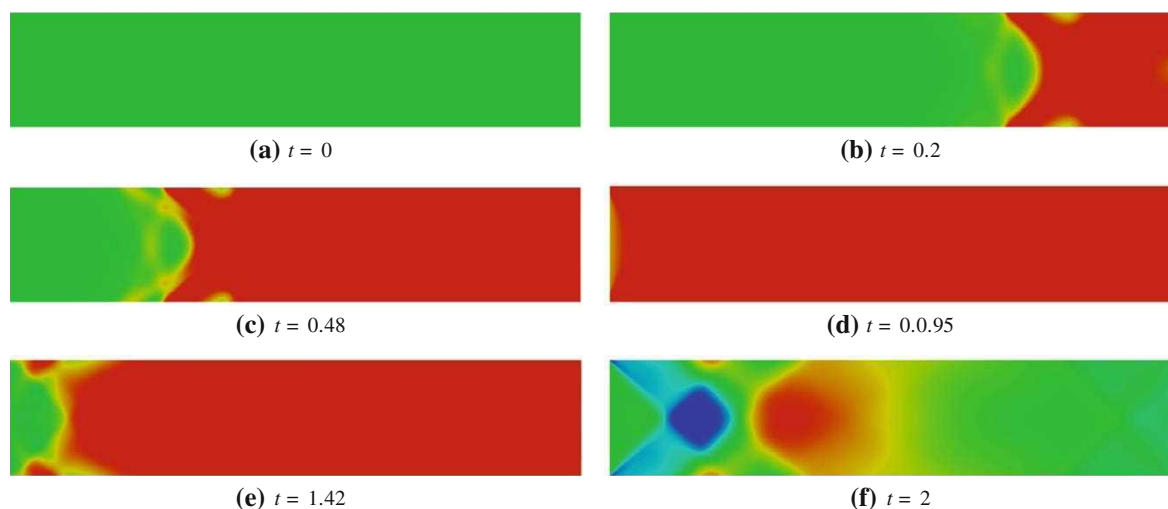 (a) t = 0
(b) t = 0.2
(c) t = 0.48
(d) t = 0.0.95
(e) t = 1.42
(f) t = 2